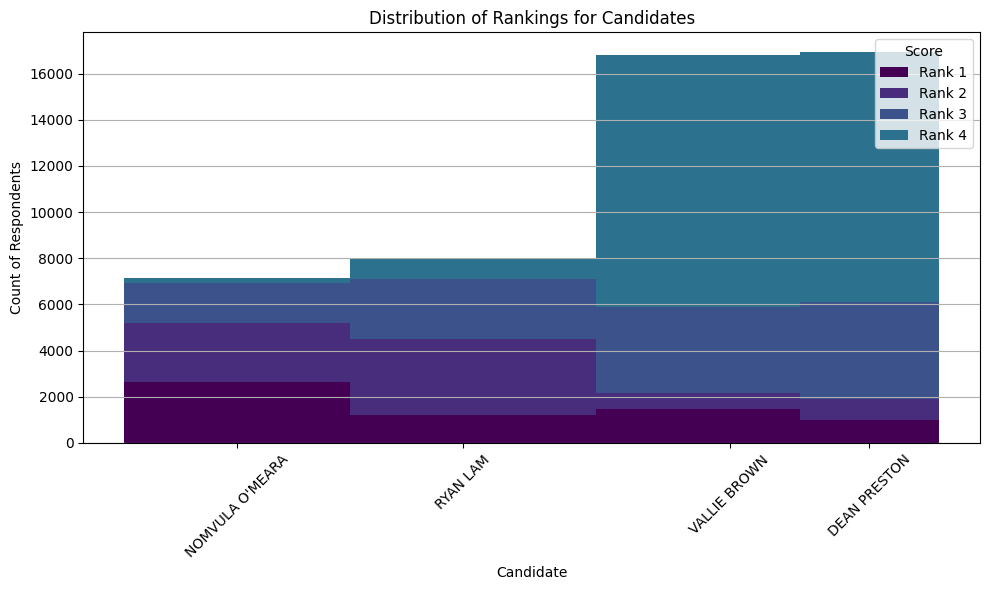 Distribution of Rankings for Candidates
Score
Rank 1
Rank 2
Rank 3
Rank 4
Count of Respondents
16000
14000
12000
10000
8000
6000
4000
2000
0
NOMVULA O'MEARA
RYAN LAM
VALLIE BROWN
DEAN PRESTON
Candidate